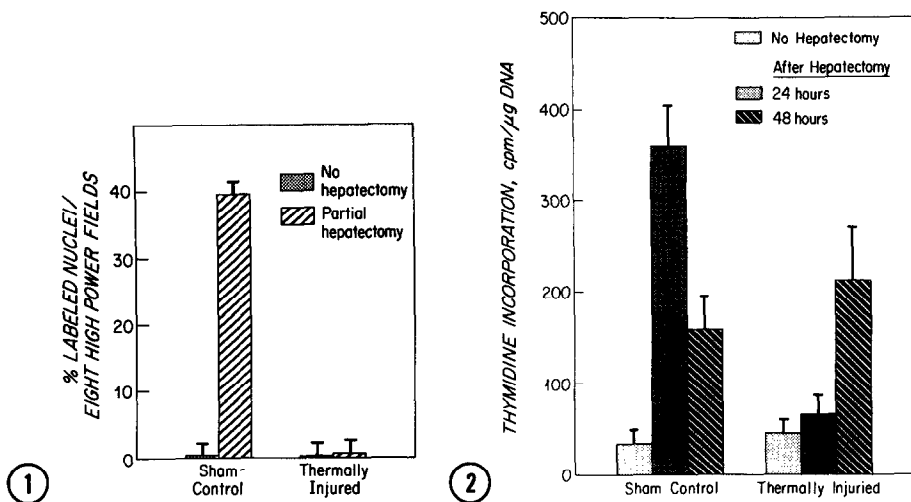 % LABELED NUCLEI/
EIGHT HIGH POWER FIELDS
40
30
20
10
0
No
hepatectomy
Partial
hepatectomy
Sham-
Control
Thermally
Injured
1
THYMIDINE INCORPORATION, cpm/µg DNA
500
400
300
200
100
0
No Hepatectomy
After Hepatectomy
24 hours
48 hours
Sham Control
Thermally Injuried
2